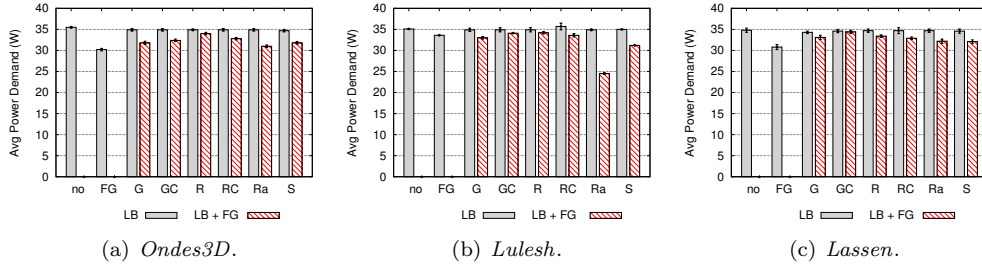 Avg Power Demand (W)
40
35
30
25
20
15
10
5
0
no FG G GC R RC Ra S
LB LB + FG
(a) Ondes3D.
Avg Power Demand (W)
40
35
30
25
20
15
10
5
0
no FG G GC R RC Ra S
LB LB + FG
(b) Lulesh.
Avg Power Demand (W)
40
35
30
25
20
15
10
5
0
no FG G GC R RC Ra S
LB LB + FG
(c) Lassen.